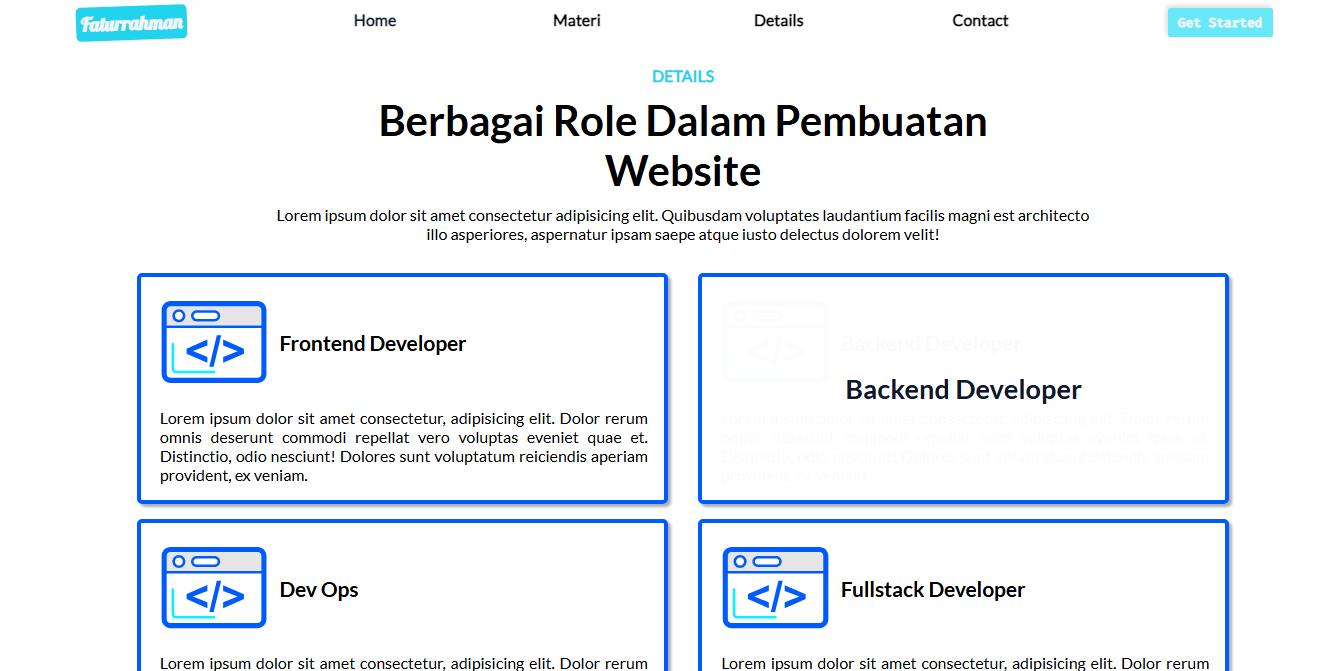 Faturrahman
Home
Materi
Details
Contact
Get Started
DETAILS
Berbagai Role Dalam Pembuatan
Website
Lorem ipsum dolor sit amet consectetur adipisicing elit. Quibusdam voluptates laudantium facilis magni est architecto
illo asperiores, aspernatur ipsam saepe atque iusto delectus dolorem velit!
</>
Frontend Developer
Lorem ipsum dolor sit amet consectetur, adipisicing elit. Dolor rerum
omnis deserunt commodi repellat vero voluptas eveniet quae et.
Distinctio, odio nesciunt! Dolores sunt voluptatum reiciendis aperiam
provident, ex veniam.
</>
Backend Developer
Backend Developer
Lorem ipsum dolor sit amet consectetur, adipisicing elit. Dolor rerum
omnis deserunt commodi repellat vero voluptas eveniet quae et.
Distinctio, odio nesciunt! Dolores sunt voluptatum reiciendis aperiam
provident, ex veniam.
</>
Dev Ops
Lorem ipsum dolor sit amet consectetur, adipisicing elit. Dolor rerum
</>
Fullstack Developer
Lorem ipsum dolor sit amet consectetur, adipisicing elit. Dolor rerum